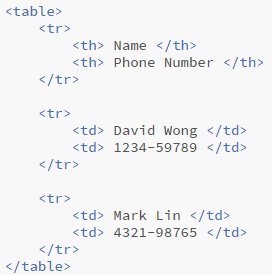 <table>
    <tr>
        <th> Name </th>
        <th> Phone Number </th>
    </tr>

    <tr>
        <td> David Wong </td>
        <td> 1234-59789 </td>
    </tr>

    <tr>
        <td> Mark Lin </td>
        <td> 4321-98765 </td>
    </tr>
</table>